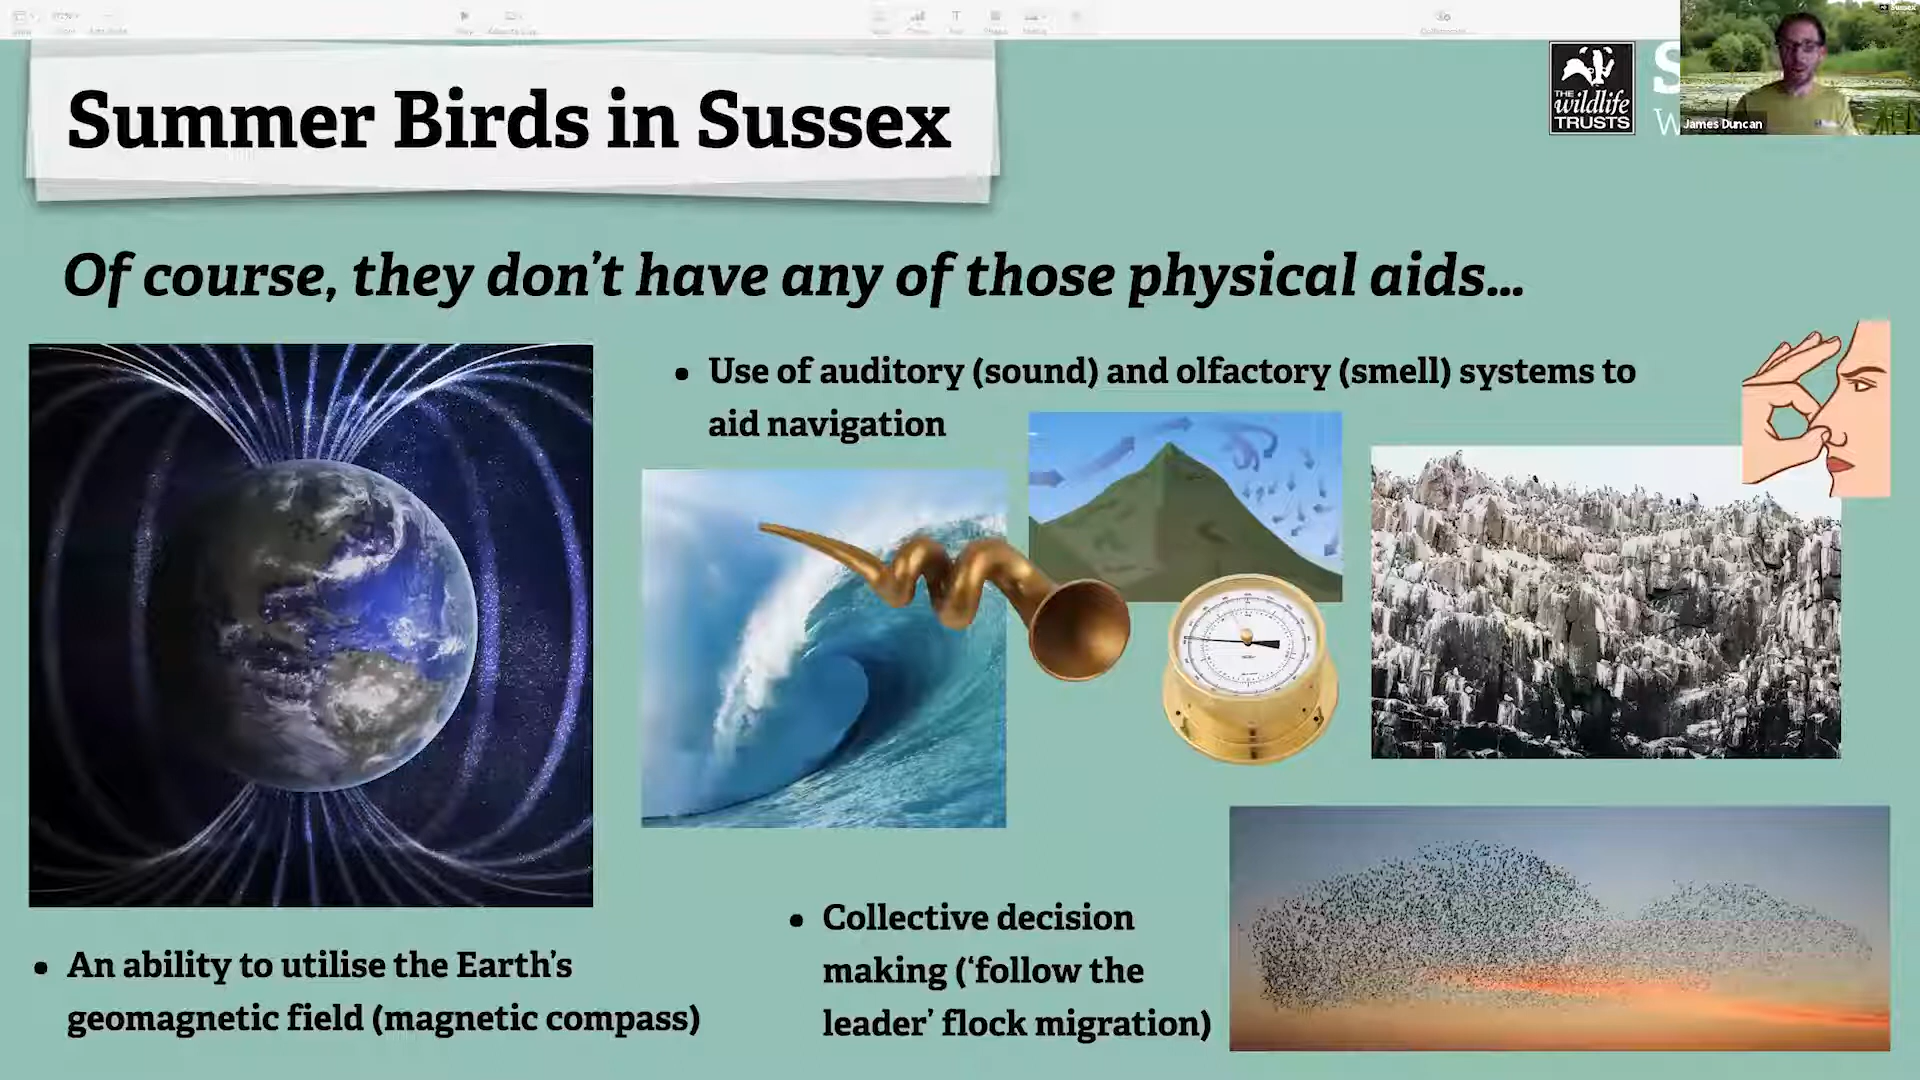 Summer Birds in Sussex
THE
wildlife
TRUSTS
James Duncan
Of course, they don’t have any of those physical aids...
• Use of auditory (sound) and olfactory (smell) systems to
aid navigation
• An ability to utilise the Earth’s
geomagnetic field (magnetic compass)
• Collective decision
making (‘follow the
leader’ flock migration)